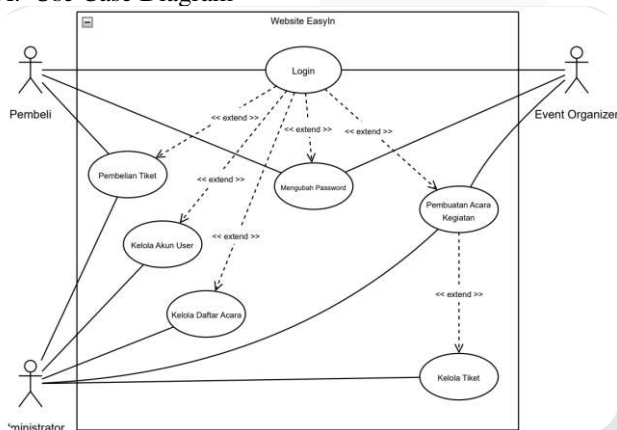 Use Case Diagram
Website EasyIn
Login
Pembeli
Event Organizer
<< extend >>
<< extend >>
Pembelian Tiket
<< extend >>
<< extend >>
Mengubah Password
Pembuatan Acara
Kegiatan
<< extend >>
Kelola Akun User
<< extend >>
Kelola Daftar Acara
Kelola Tiket